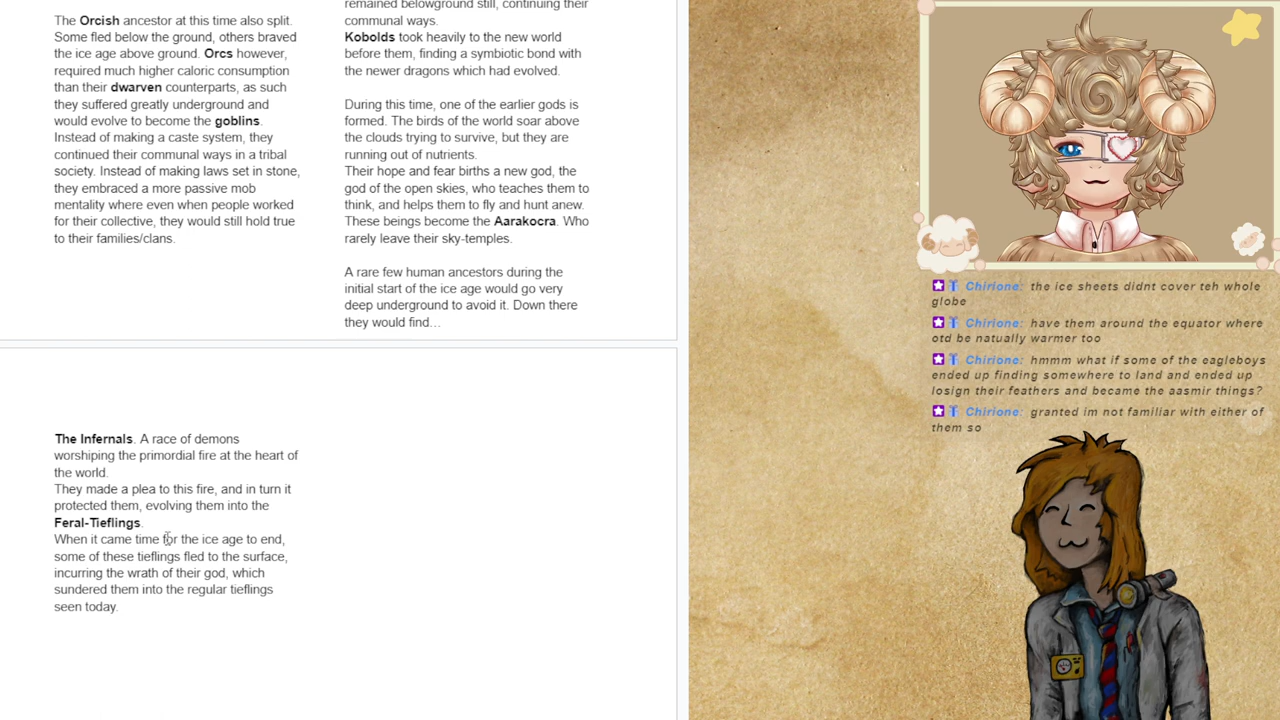 The Orcish ancestor at this time also split.
Some fled below the ground, others braved
the ice age above ground. Orcs however,
required much higher caloric consumption
than their dwarven counterparts, as such
they suffered greatly underground and
would evolve to become the goblins.
Instead of making a caste system, they
continued their communal ways in a tribal
society. Instead of making laws set in stone,
they embraced a more passive mob
mentality where even when people worked
for their collective, they would still hold true
to their families/clans.
remained belowground still, continuing their
communal ways.
Kobolds took heavily to the new world
before them, finding a symbiotic bond with
the newer dragons which had evolved.
During this time, one of the earlier gods is
formed. The birds of the world soar above
the clouds trying to survive, but they are
running out of nutrients.
Their hope and fear births a new god, the
god of the open skies, who teaches them to
think, and helps them to fly and hunt anew.
These beings become the Aarakocra. Who
rarely leave their sky-temples.
A rare few human ancestors during the
initial start of the ice age would go very
deep underground to avoid it. Down there
they would find…
The Infernals. A race of demons
worshiping the primordial fire at the heart of
the world.
They made a plea to this fire, and in turn it
protected them, evolving them into the
Feral-Tieflings.
When it came time for the ice age to end,
some of these tieflings fled to the surface,
incurring the wrath of their god, which
sundered them into the regular tieflings
seen today.
Chirione: the ice sheets didnt cover teh whole
globe
Chirione: have them around the equator where
otd be natually warmer too
Chirione: hmmm what if some of the eagleboys
ended up finding somewhere to land and ended up
losign their feathers and became the aasmir things?
Chirione: granted im not familiar with either of
them so